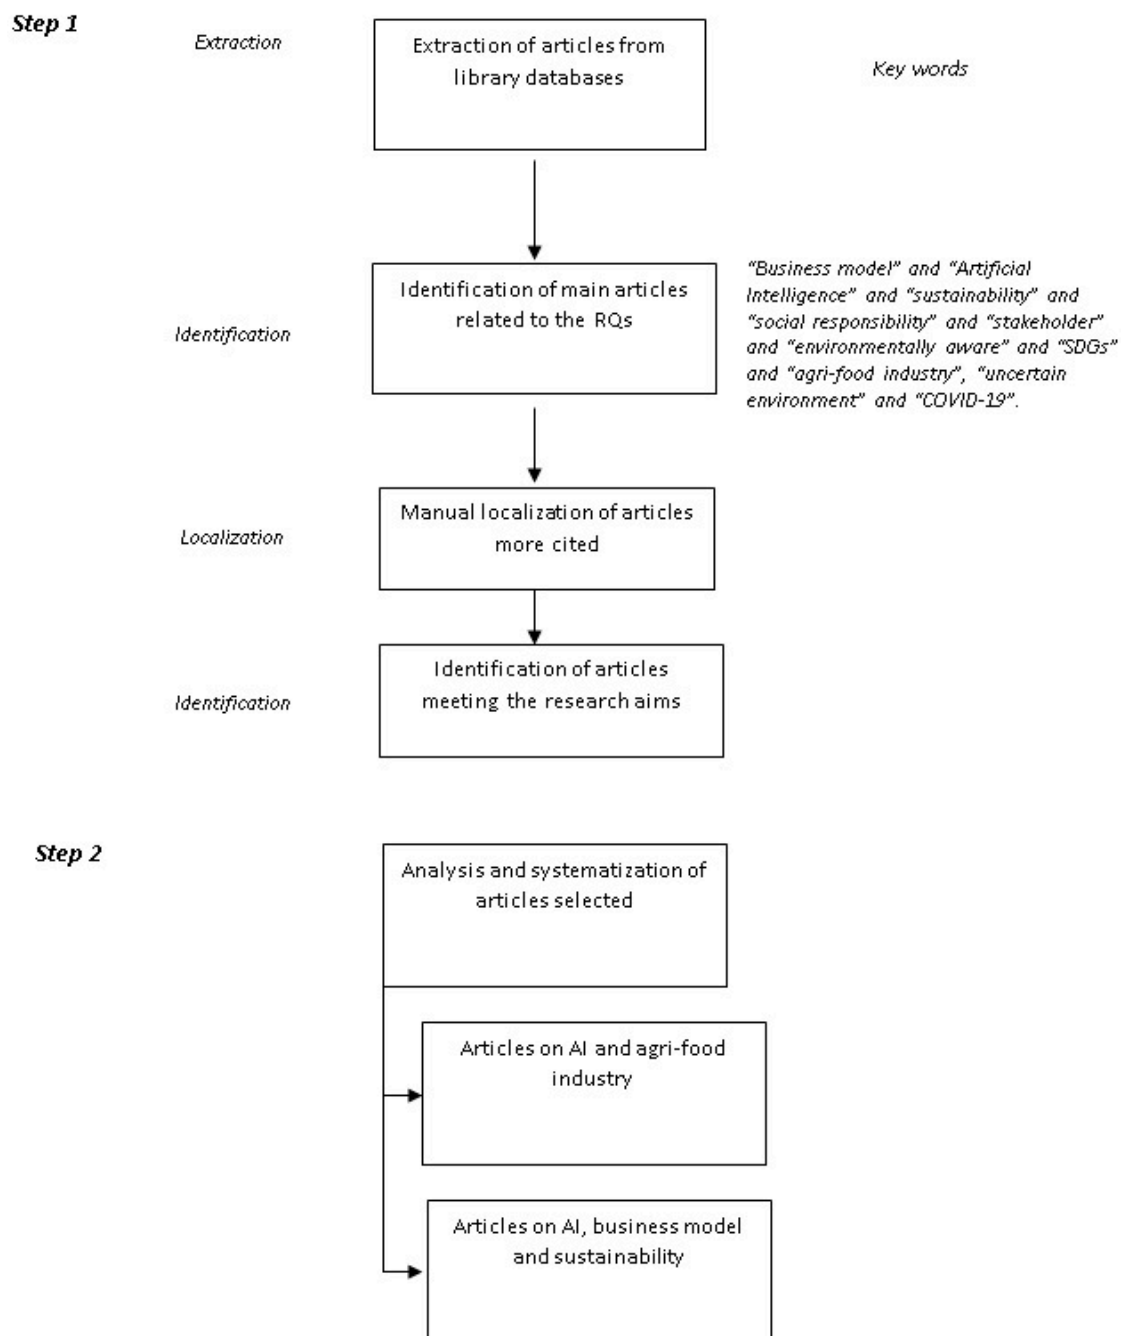 Step 1
Extraction
Extraction of articles from
library databases
Key words
Identification
Identification of main articles
related to the RQs
“Business model” and “Artificial
Intelligence” and “sustainability” and
“social responsibility” and “stakeholder”
and “environmentally aware” and “SDGs”
and “agri-food industry”, “uncertain
environment” and “COVID-19”.
Localization
Manual localization of articles
more cited
Identification
Identification of articles
meeting the research aims
Step 2
Analysis and systematization of
articles selected
Articles on AI and agri-food
industry
Articles on AI, business model
and sustainability